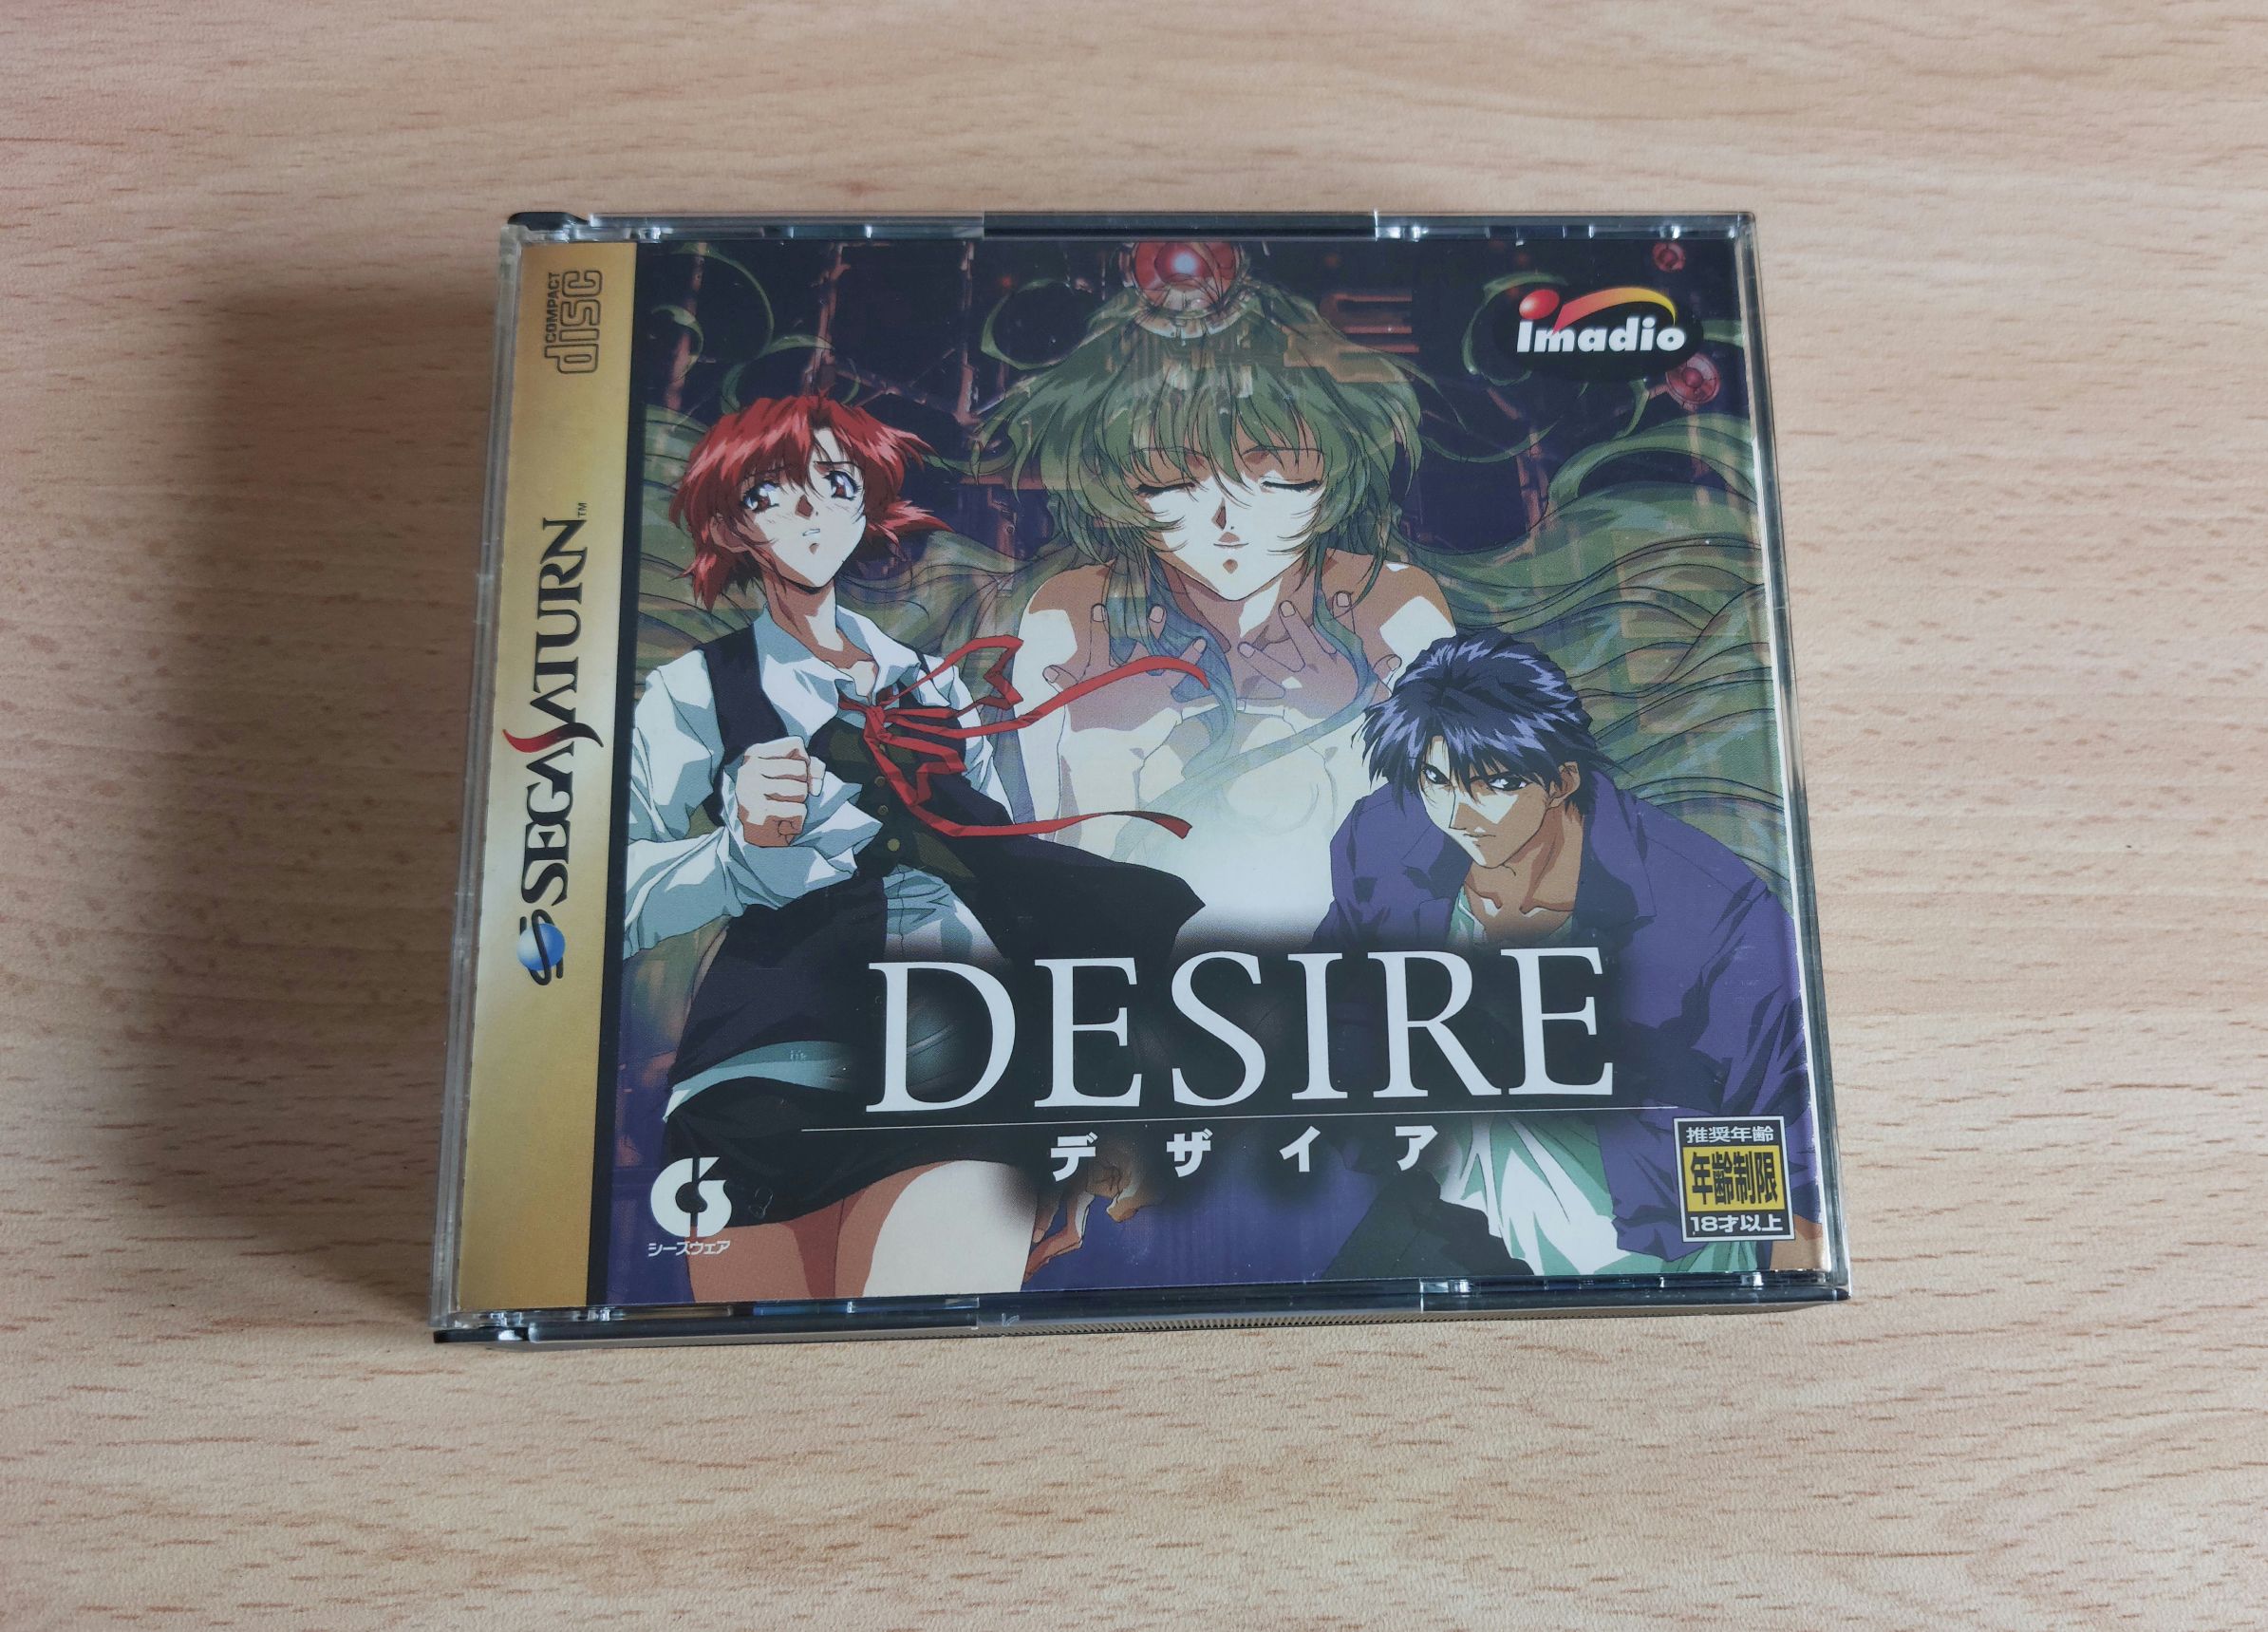 COMPACT
disc
SEGA SATURN™
imadio
DESIRE
デザイア
シーズウェア
推奨年齢
年齢制限
18才以上